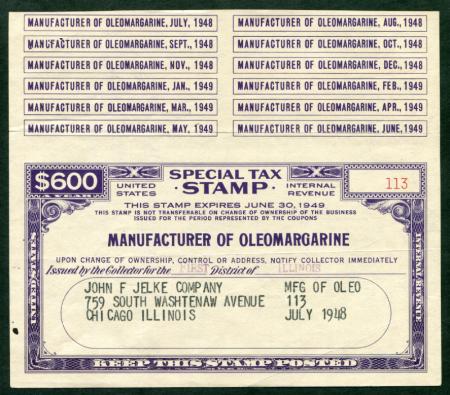 MANUFACTURER OF OLEOMARGARINE, JULY, 1948
MANUFACTURER OF OLEOMARGARINE, AUG., 1948
MANUFACTURER OF OLEOMARGARINE, SEPT., 1948
MANUFACTURER OF OLEOMARGARINE, OCT., 1948
MANUFACTURER OF OLEOMARGARINE, NOV., 1948
MANUFACTURER OF OLEOMARGARINE, DEC., 1948
MANUFACTURER OF OLEOMARGARINE, JAN., 1949
MANUFACTURER OF OLEOMARGARINE, FEB., 1949
MANUFACTURER OF OLEOMARGARINE, MAR., 1949
MANUFACTURER OF OLEOMARGARINE, APR., 1949
MANUFACTURER OF OLEOMARGARINE, MAY, 1949
MANUFACTURER OF OLEOMARGARINE, JUNE, 1949
$600
A YEAR
UNITED STATES
SPECIAL TAX
· STAMP ·
INTERNAL REVENUE
113
THIS STAMP EXPIRES JUNE 30, 1949
THIS STAMP IS NOT TRANSFERABLE ON CHANGE OF OWNERSHIP OF THE BUSINESS
ISSUED FOR THE PERIOD REPRESENTED BY THE COUPONS
MANUFACTURER OF OLEOMARGARINE
UPON CHANGE OF OWNERSHIP, CONTROL OR ADDRESS, NOTIFY COLLECTOR IMMEDIATELY
Issued by the Collector for the FIRST District of ILLINOIS
JOHN F JELKE COMPANY MFG OF OLEO
759 SOUTH WASHTENAW AVENUE 113
CHICAGO ILLINOIS JULY 1948
UNITED STATES
INTERNAL REVENUE
KEEP THIS STAMP POSTED